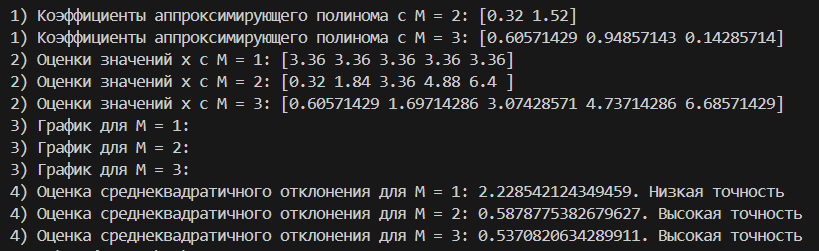 1) Коэффициенты аппроксимирующего полинома с M = 2: [0.32 1.52]
1) Коэффициенты аппроксимирующего полинома с M = 3: [0.60571429 0.94857143 0.14285714]
2) Оценки значений x с M = 1: [3.36 3.36 3.36 3.36 3.36]
2) Оценки значений x с M = 2: [0.32 1.84 3.36 4.88 6.4 ]
2) Оценки значений x с M = 3: [0.60571429 1.69714286 3.07428571 4.73714286 6.68571429]
3) График для M = 1:
3) График для M = 2:
3) График для M = 3:
4) Оценка среднеквадратичного отклонения для M = 1: 2.228542124349459. Низкая точность
4) Оценка среднеквадратичного отклонения для M = 2: 0.5878775382679627. Высокая точность
4) Оценка среднеквадратичного отклонения для M = 3: 0.5370820634289911. Высокая точность